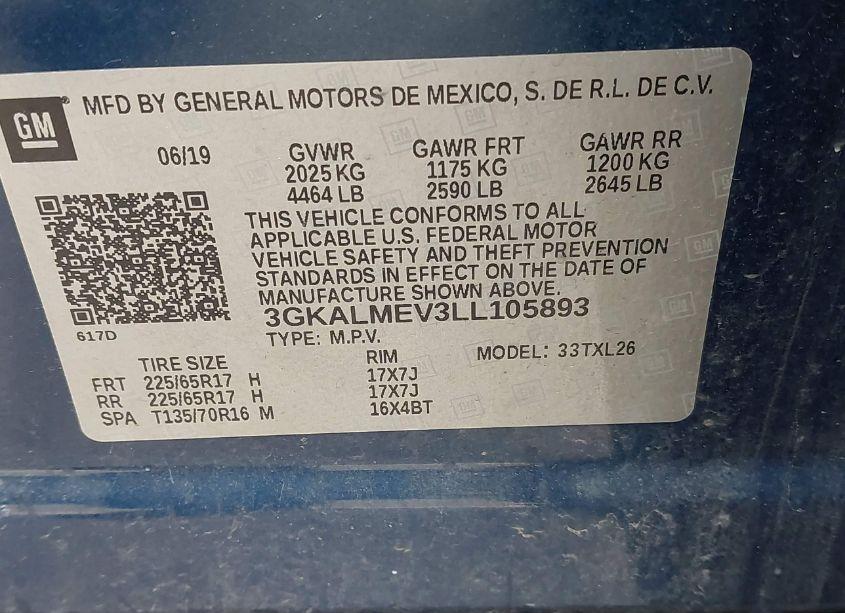 GM
MFD BY GENERAL MOTORS DE MEXICO, S. DE R.L. DE C.V.
06/19 GVWR GAWR FRT GAWR RR
2025 KG 1175 KG 1200 KG
4464 LB 2590 LB 2645 LB
THIS VEHICLE CONFORMS TO ALL
APPLICABLE U.S. FEDERAL MOTOR
VEHICLE SAFETY AND THEFT PREVENTION
STANDARDS IN EFFECT ON THE DATE OF
MANUFACTURE SHOWN ABOVE.
3GKALMEV3LL105893
617D
TYPE: M.P.V. MODEL: 33TXL26
TIRE SIZE RIM
FRT 225/65R17 H 17X7J
RR 225/65R17 H 17X7J
SPA T135/70R16 M 16X4BT